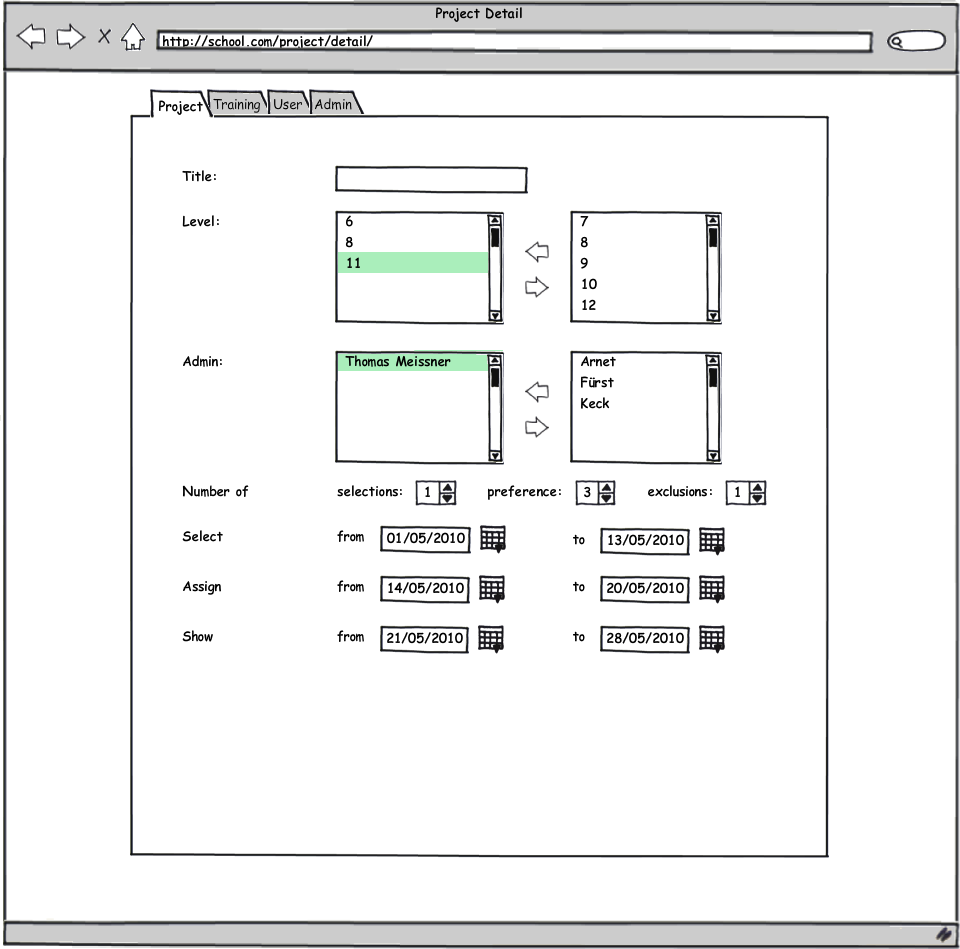 Project Detail
http://school.com/project/detail/
Project Training User Admin
Title:
Level:
6
8
11
7
8
9
10
12
Admin:
Thomas Meissner
Arnet
Fürst
Keck
Number of selections: 1 preference: 3 exclusions: 1
Select from 01/05/2010 to 13/05/2010
Assign from 14/05/2010 to 20/05/2010
Show from 21/05/2010 to 28/05/2010